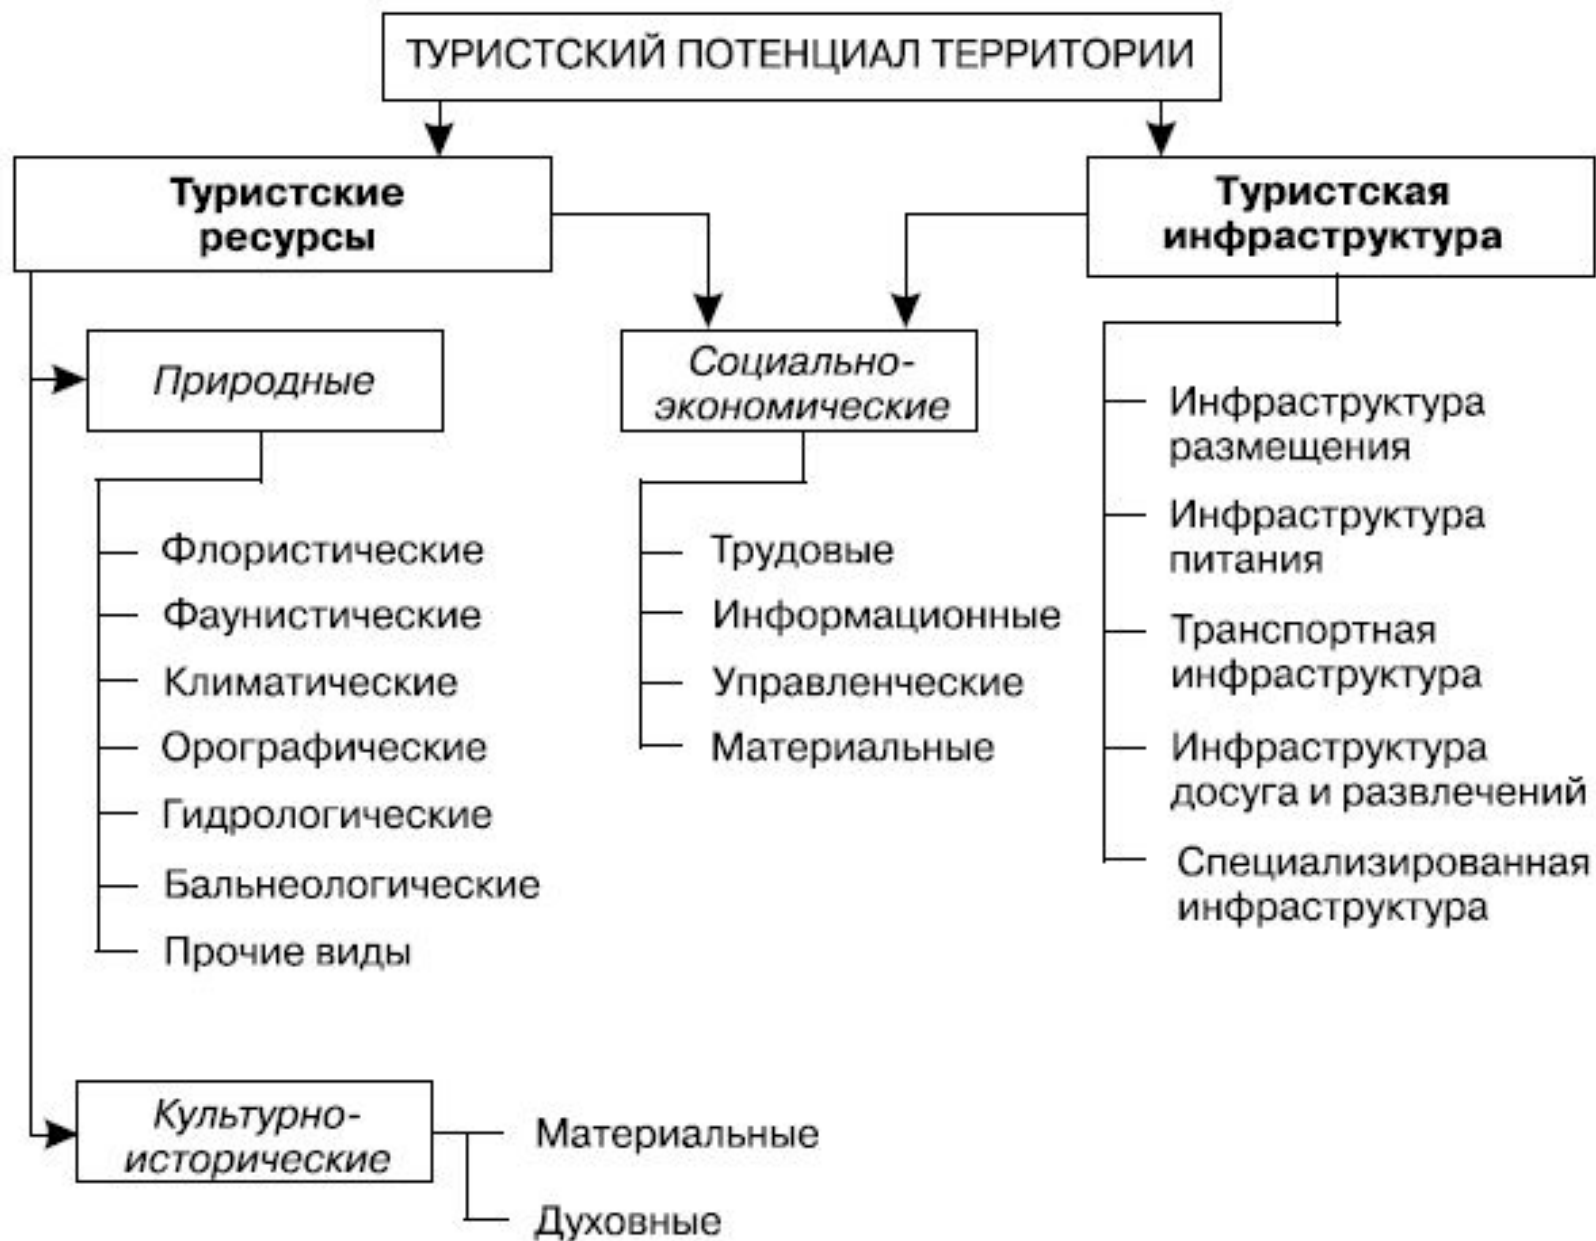 ТУРИСТСКИЙ ПОТЕНЦИАЛ ТЕРРИТОРИИ
Туристские
ресурсы
Туристская
инфраструктура
Природные
Флористические
Фаунистические
Климатические
Орографические
Гидрологические
Бальнеологические
Прочие виды
Социально-
экономические
Трудовые
Информационные
Управленческие
Материальные
Инфраструктура
размещения
Инфраструктура
питания
Транспортная
инфраструктура
Инфраструктура
досуга и развлечений
Специализированная
инфраструктура
Культурно-
исторические
Материальные
Духовные